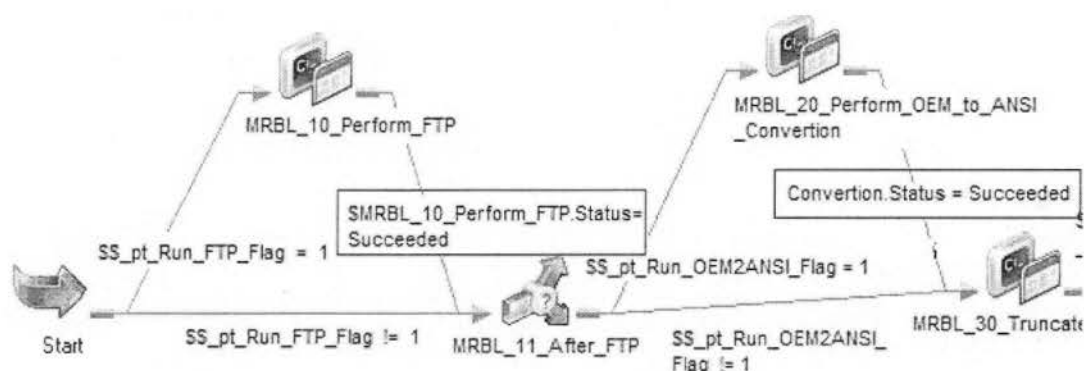 MRBL_10_Perform_FTP
MRBL_20_Perform_OEM_to_ANSI
_Convertion
$MRBL_10_Perform_FTP.Status=
Succeeded
Convertion.Status = Succeeded
$$_pt_Run_FTP_Flag = 1
$$_pt_Run_OEM2ANSI_Flag = 1
Start
$$_pt_Run_FTP_Flag != 1
MRBL_11_After_FTP
$$_pt_Run_OEM2ANSI_
Flag != 1
MRBL_30_Truncate